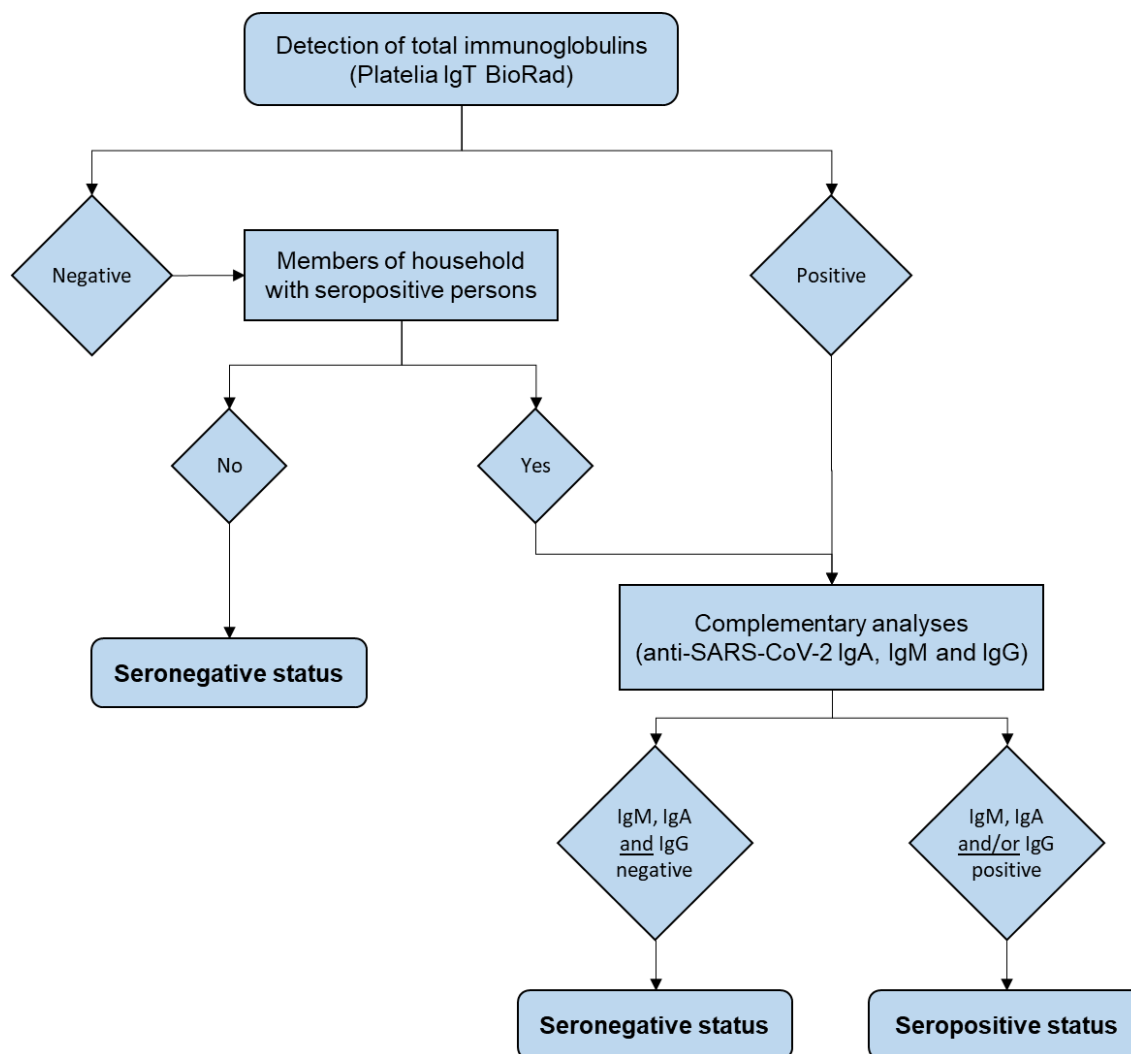 Detection of total immunoglobulins
(Platelia IgT BioRad)
Negative
Members of household
with seropositive persons
Positive
No
Yes
Seronegative status
Complementary analyses
(anti-SARS-CoV-2 IgA, IgM and IgG)
IgM, IgA
and IgG
negative
IgM, IgA
and/or IgG
positive
Seronegative status
Seropositive status